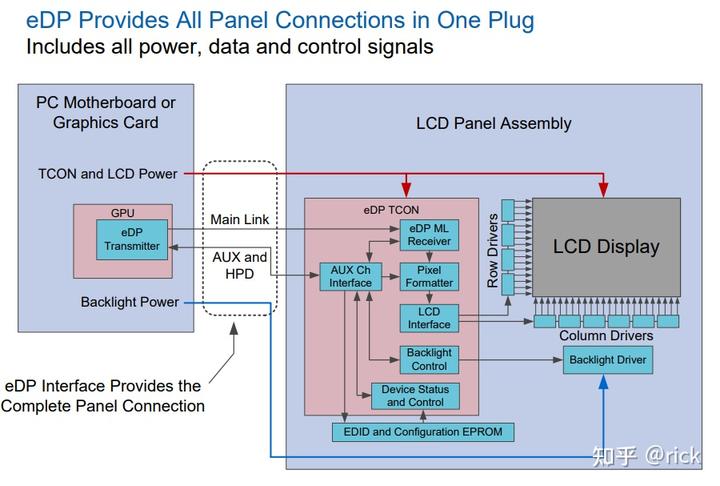 eDP Provides All Panel Connections in One Plug
Includes all power, data and control signals
PC Motherboard or
Graphics Card
LCD Panel Assembly
TCON and LCD Power
GPU
eDP
Transmitter
Main Link
AUX and
HPD
Backlight Power
eDP TCON
eDP ML
Receiver
AUX Ch
Interface
Pixel
Formatter
LCD
Interface
Backlight
Control
Device Status
and Control
EDID and Configuration EPROM
Row Drivers
LCD Display
Column Drivers
Backlight Driver
eDP Interface Provides the
Complete Panel Connection
知乎 @rick